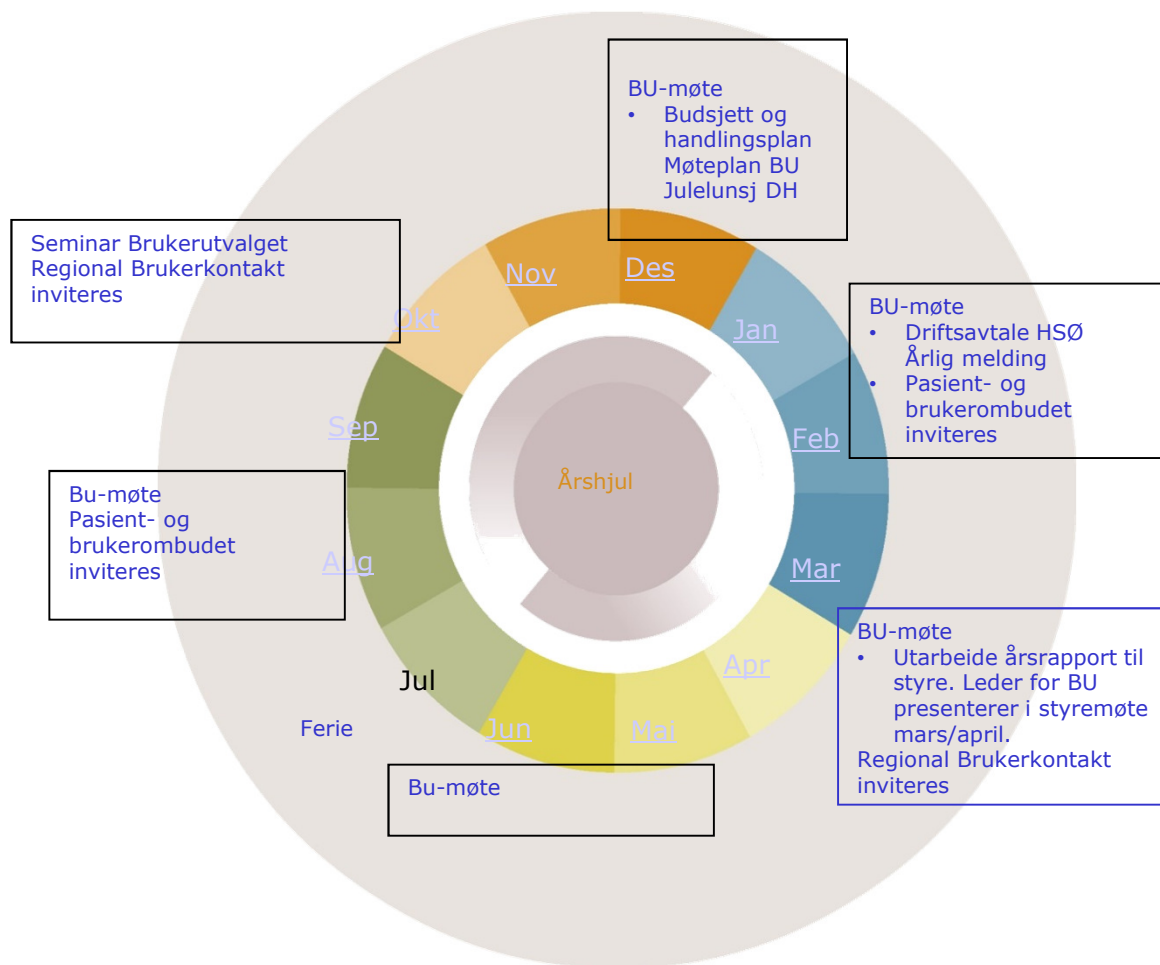 BU-møte
• Budsjett og
handlingsplan
Møteplan BU
Julelunsj DH
Seminar Brukerutvalget
Regional Brukerkontakt
inviteres
Nov
Des
Okt
Jan
BU-møte
• Driftsavtale HSØ
Årlig melding
• Pasient- og
brukerombudet
inviteres
Sep
Feb
Årshjul
Bu-møte
Pasient- og
brukerombudet
inviteres
Aug
Mar
BU-møte
• Utarbeide årsrapport til
styre. Leder for BU
presenterer i styremøte
mars/april.
Regional Brukerkontakt
inviteres
Apr
Jul
Ferie
Jun
Mai
Bu-møte